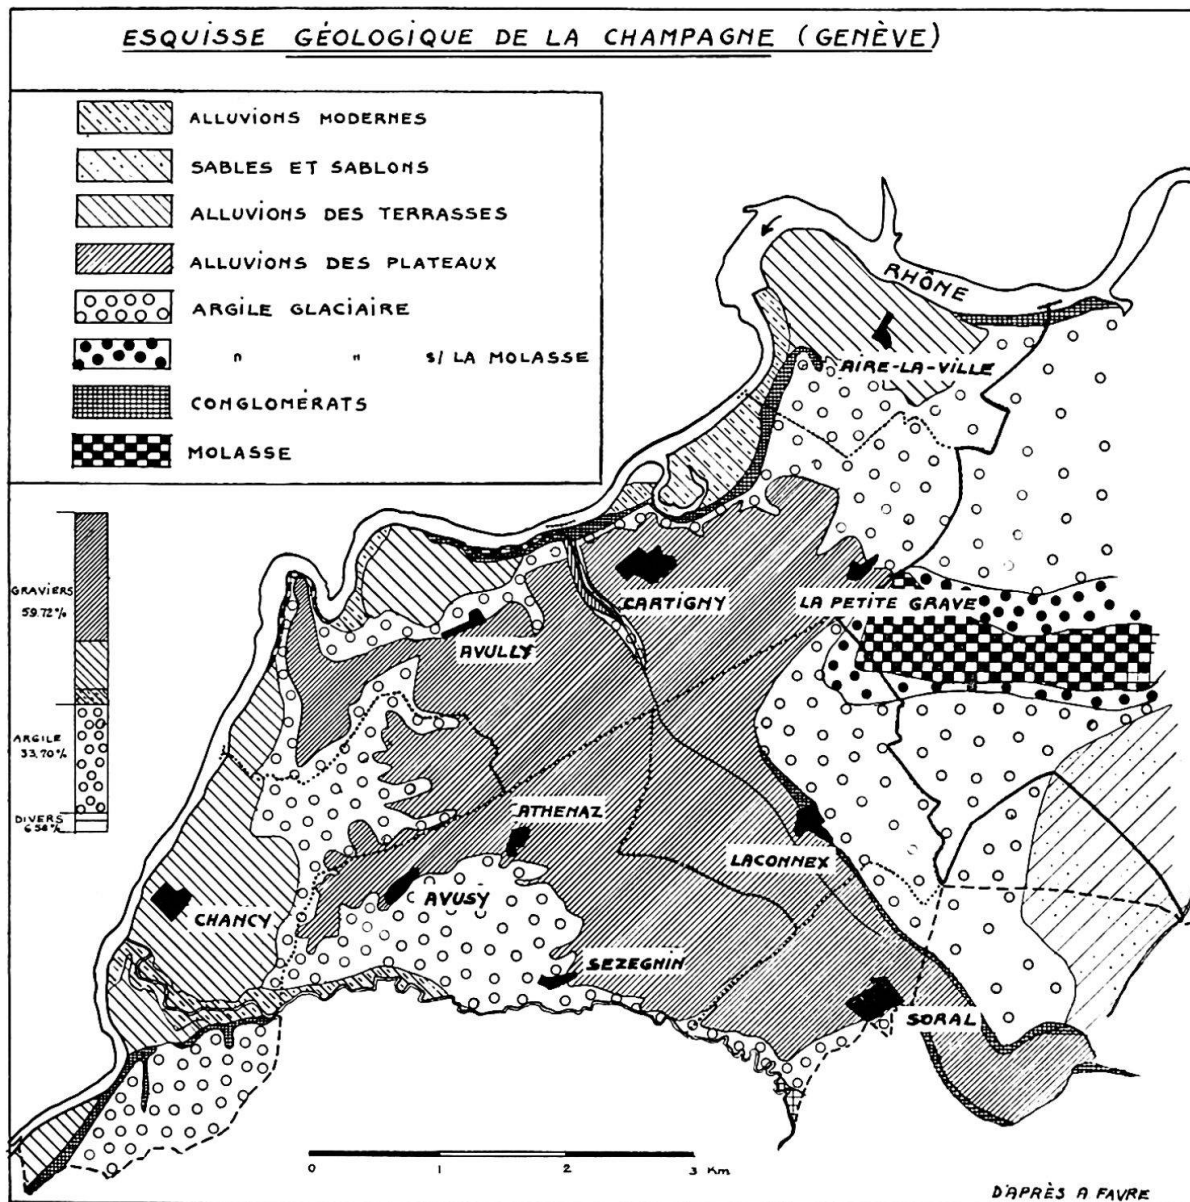 ESQUISSE GÉOLOGIQUE DE LA CHAMPAGNE (GENÈVE)
ALLUVIONS MODERNES
SABLES ET SABLONS
ALLUVIONS DES TERRASSES
ALLUVIONS DES PLATEAUX
ARGILE GLACIAIRE
" " S/ LA MOLASSE
CONGLOMÉRATS
MOLASSE
RHÔNE
AIRE-LA-VILLE
GRAVIERS
59.72%
CARTIGNY
LA PETITE GRAVE
AVULLY
ARGILE
33,70%
DIVERS
6.58%
ATHENAZ
LACONNEX
AVUSY
CHANCY
SEZEGNIN
SORAL
0 1 2 3 Km
D'APRÈS A FAVRE